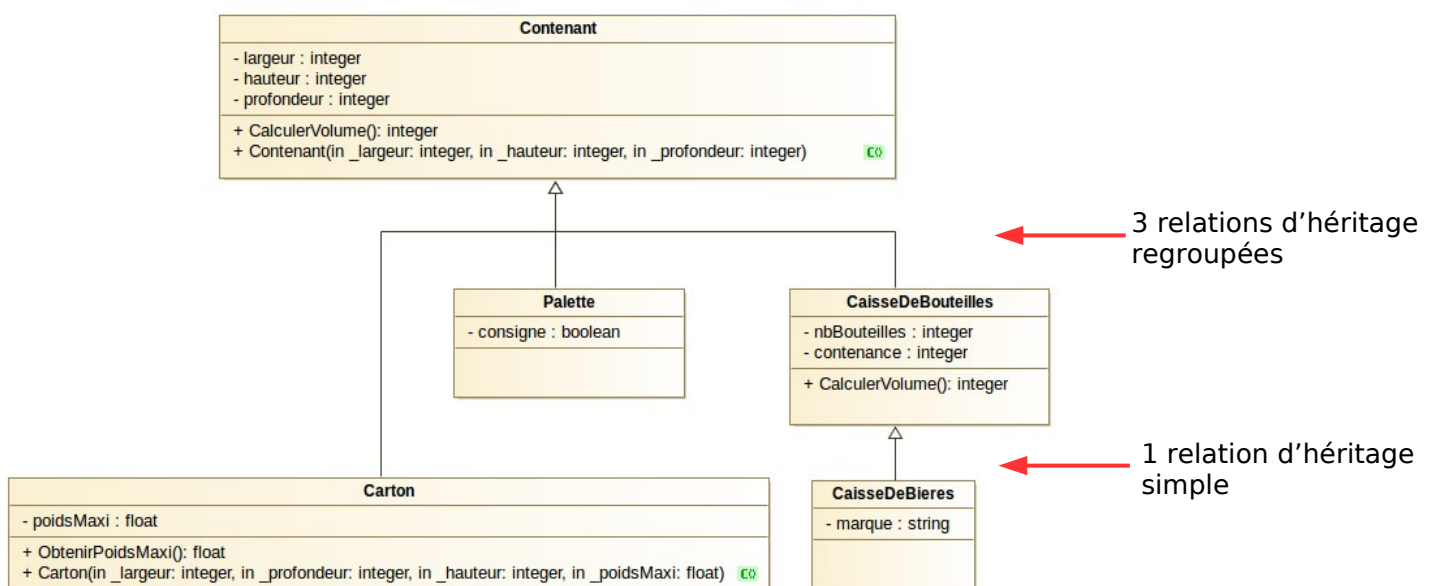 Contenant
- largeur : integer
- hauteur : integer
- profondeur : integer
+ CalculerVolume(): integer
+ Contenant(in _largeur: integer, in _hauteur: integer, in _profondeur: integer)
3 relations d’héritage
regroupées
Palette
- consigne : boolean
CaisseDeBouteilles
- nbBouteilles : integer
- contenance : integer
+ CalculerVolume(): integer
1 relation d’héritage
simple
Carton
- poidsMaxi : float
+ ObtenirPoidsMaxi(): float
+ Carton(in _largeur: integer, in _profondeur: integer, in _hauteur: integer, in _poidsMaxi: float)
CaisseDeBieres
- marque : string